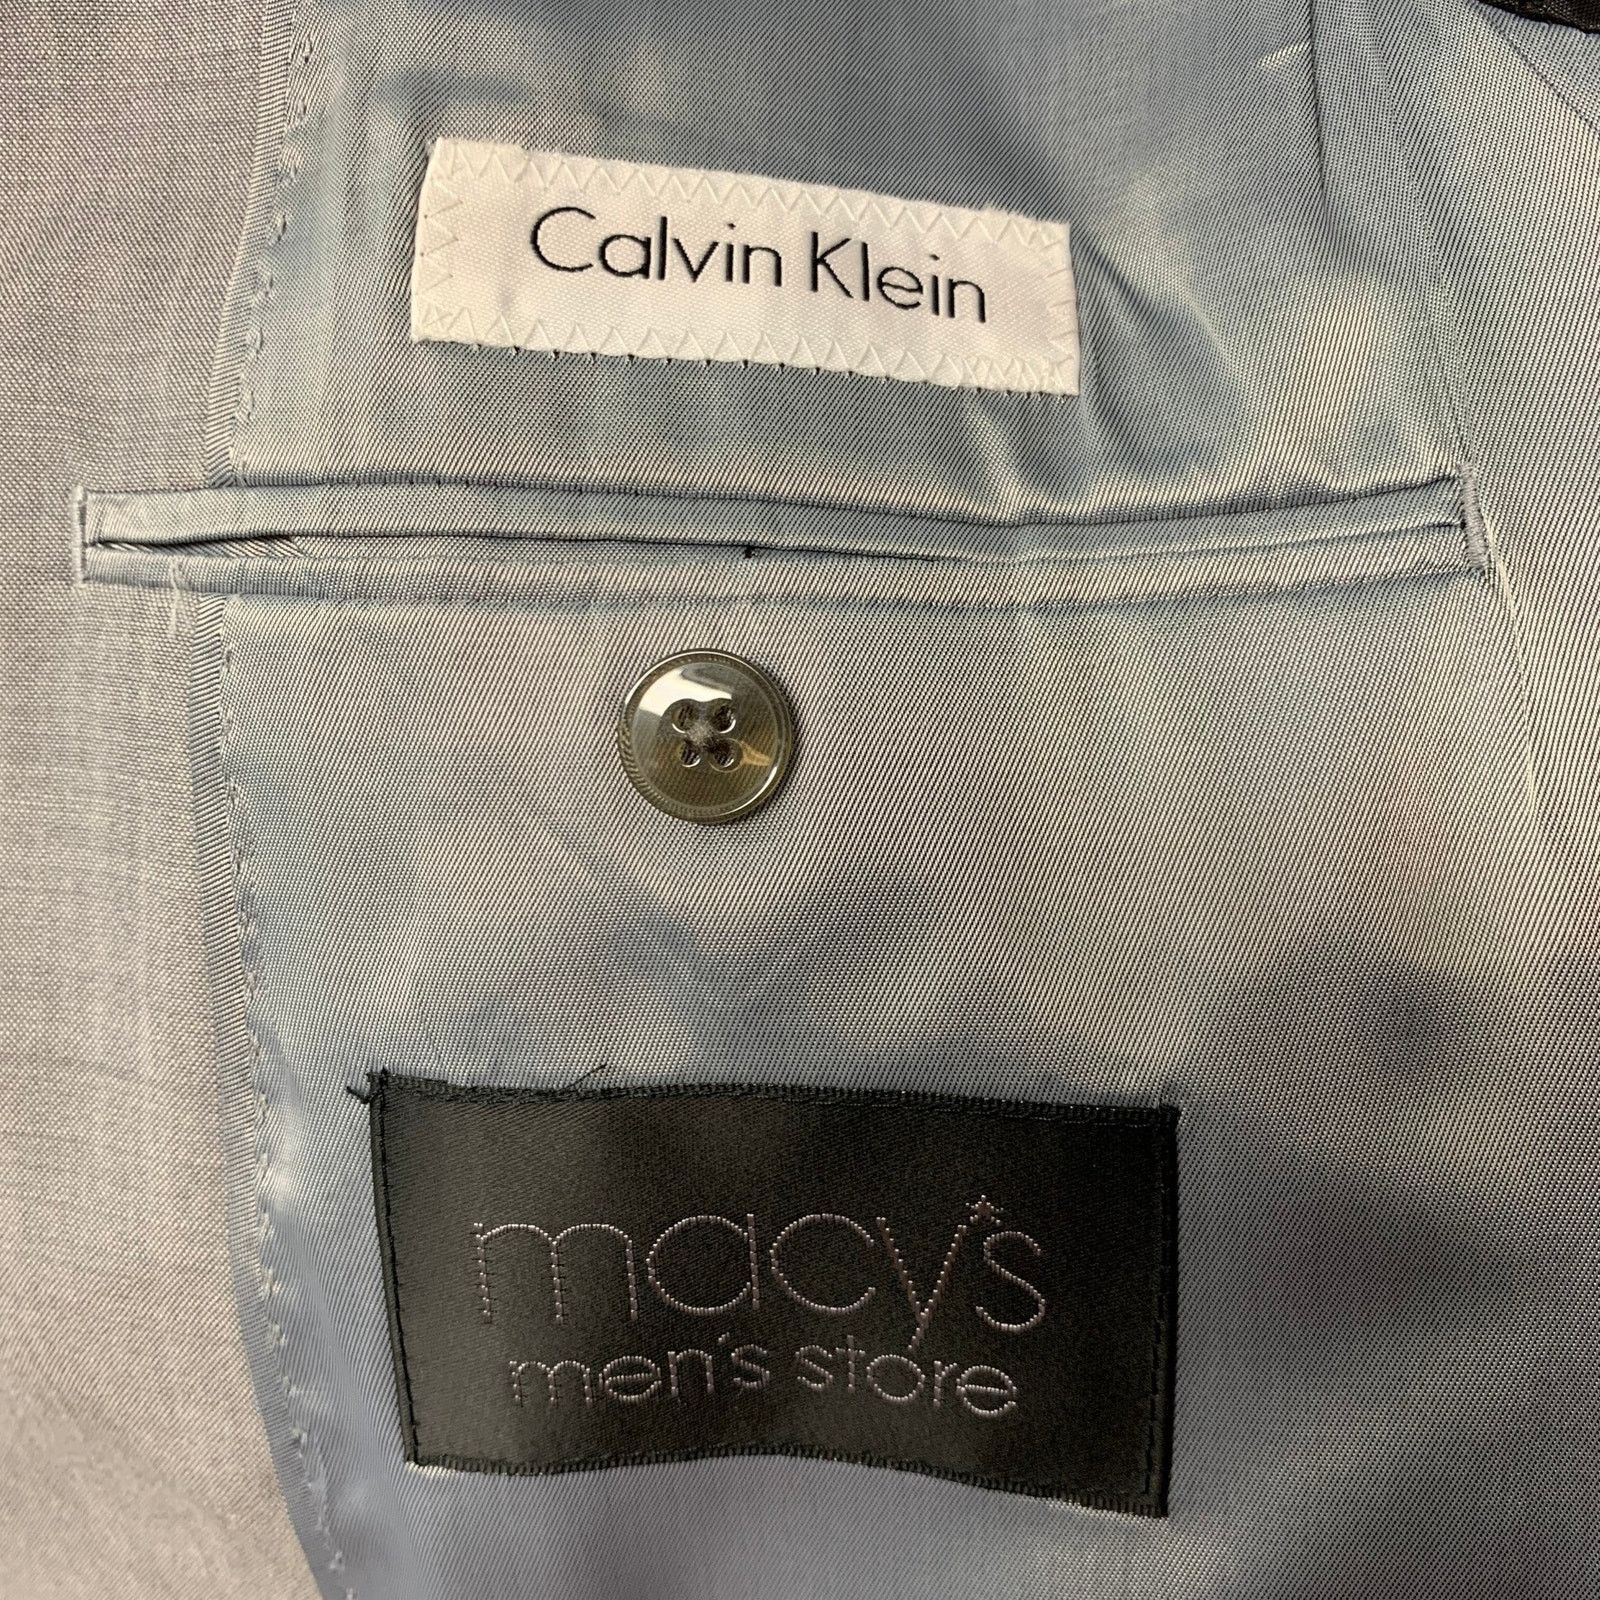 Calvin Klein
macy's
men's store